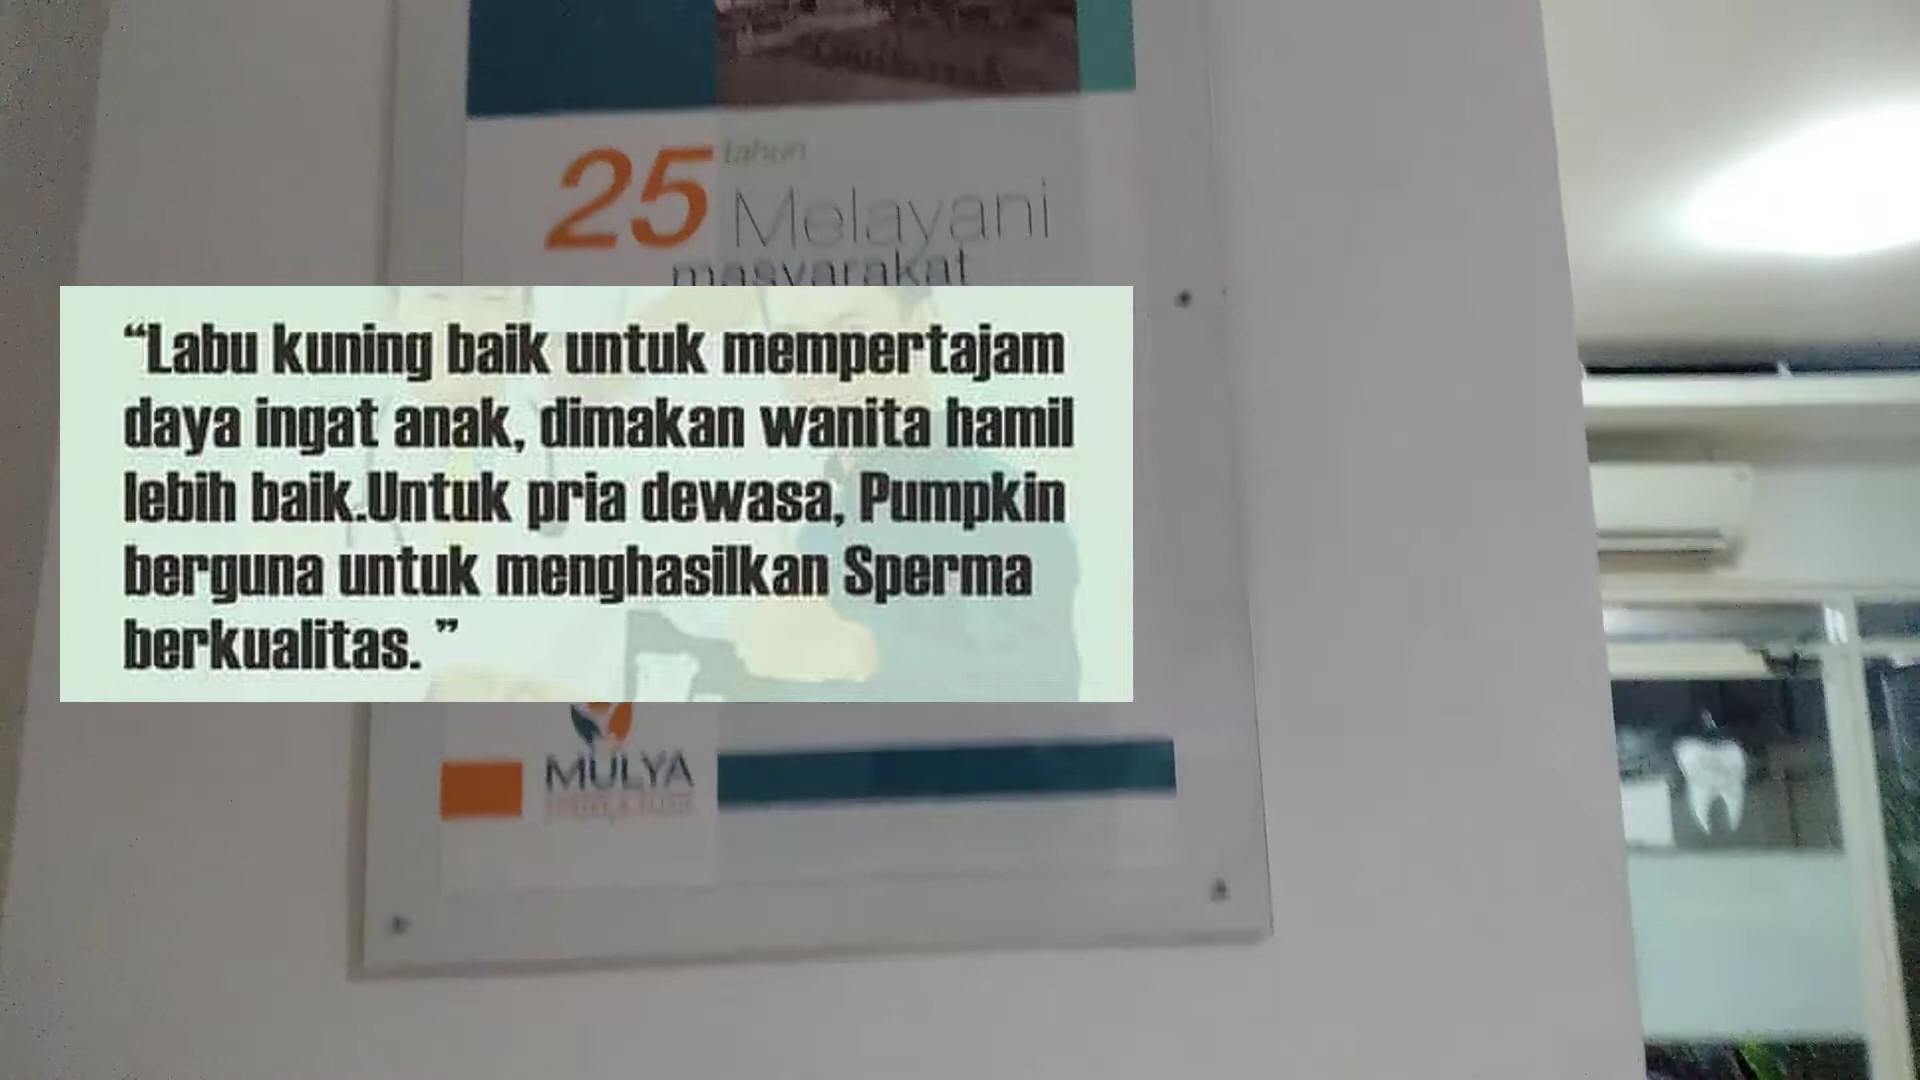 25 tahun
Melayani
masyarakat
“Labu kuning baik untuk mempertajam
daya ingat anak, dimakan wanita hamil
lebih baik.Untuk pria dewasa, Pumpkin
berguna untuk menghasilkan Sperma
berkualitas. ”
MULYA